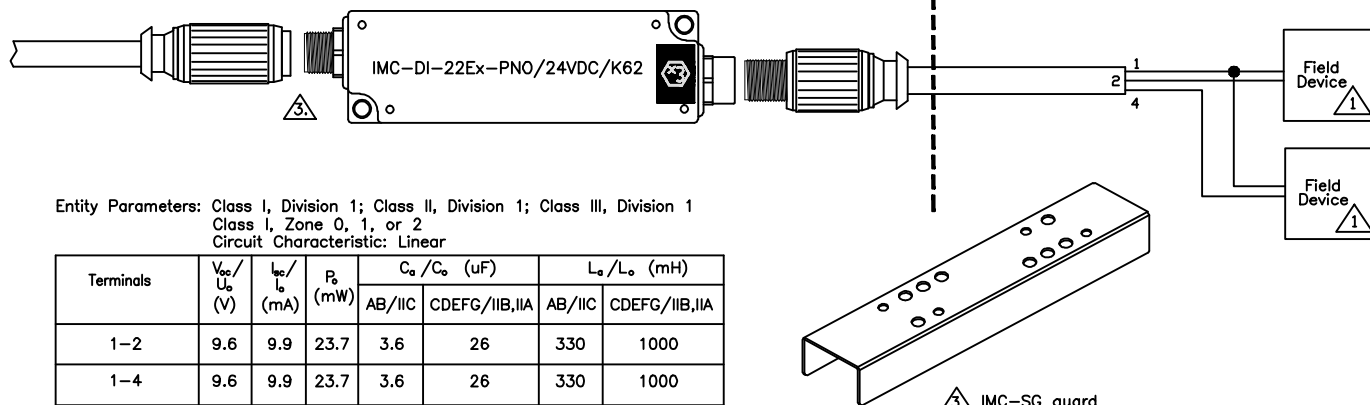 IMC-DI-22Ex-PNO/24VDC/K62
3.
1
2
4
Field
Device
1
Field
Device
1
Entity Parameters: Class I, Division 1; Class II, Division 1; Class III, Division 1
Class I, Zone 0, 1, or 2
Circuit Characteristic: Linear
Terminals Voc/Uo (V) Isc/Io (mA) Po (mW) Ca/Co (uF) La/Lo (mH)
AB/IIC CDEFG/IIB,IIA AB/IIC CDEFG/IIB,IIA
1-2 9.6 9.9 23.7 3.6 26 330 1000
1-4 9.6 9.9 23.7 3.6 26 330 1000
3 IMC-SG guard